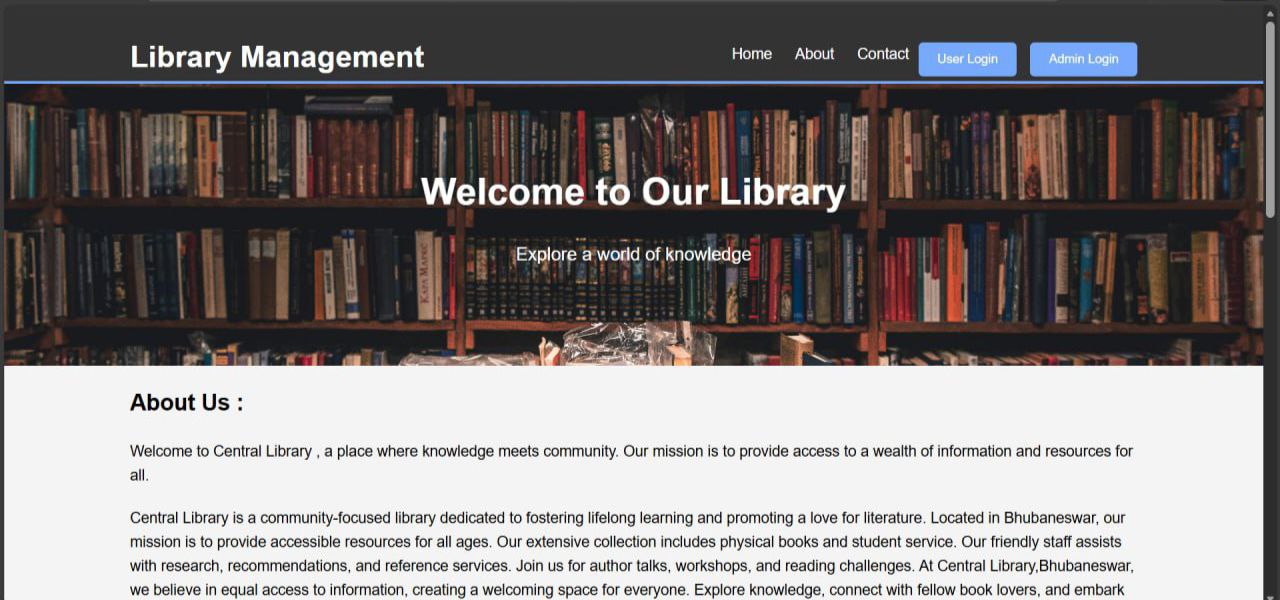 Library Management
Home About Contact User Login Admin Login
Welcome to Our Library
Explore a world of knowledge
About Us :
Welcome to Central Library , a place where knowledge meets community. Our mission is to provide access to a wealth of information and resources for
all.
Central Library is a community-focused library dedicated to fostering lifelong learning and promoting a love for literature. Located in Bhubaneswar, our
mission is to provide accessible resources for all ages. Our extensive collection includes physical books and student service. Our friendly staff assists
with research, recommendations, and reference services. Join us for author talks, workshops, and reading challenges. At Central Library,Bhubaneswar,
we believe in equal access to information, creating a welcoming space for everyone. Explore knowledge, connect with fellow book lovers, and embark